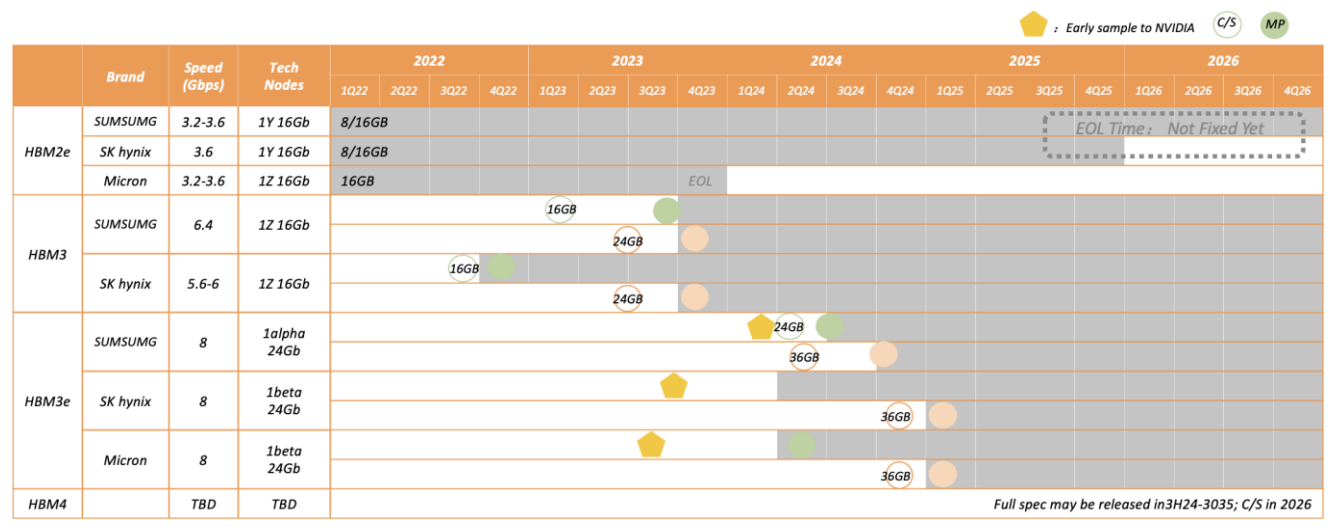 : Early sample to NVIDIA C/S MP
Brand Speed (Gbps) Tech Nodes 2022 2023 2024 2025 2026
1Q22 2Q22 3Q22 4Q22 1Q23 2Q23 3Q23 4Q23 1Q24 2Q24 3Q24 4Q24 1Q25 2Q25 3Q25 4Q25 1Q26 2Q26 3Q26 4Q26
HBM2e
SUMSUMG 3.2-3.6 1Y 16Gb 8/16GB
EOL Time： Not Fixed Yet
SK hynix 3.6 1Y 16Gb 8/16GB
Micron 3.2-3.6 1Z 16Gb 16GB EOL
HBM3
SUMSUMG 6.4 1Z 16Gb 16GB
24GB
SK hynix 5.6-6 1Z 16Gb 16GB
24GB
HBM3e
SUMSUMG 8 1alpha 24Gb 24GB
36GB
SK hynix 8 1beta 24Gb
36GB
Micron 8 1beta 24Gb
36GB
HBM4 TBD TBD Full spec may be released in3H24-3035; C/S in 2026